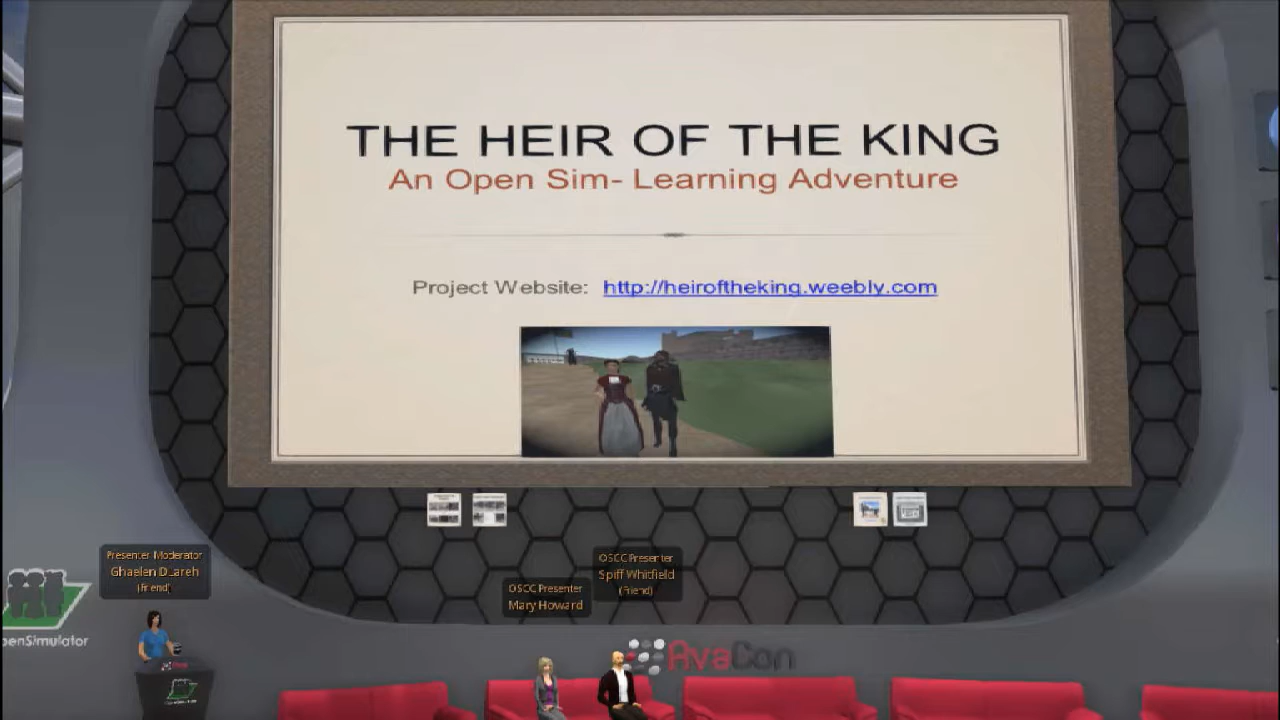 THE HEIR OF THE KING
An Open Sim- Learning Adventure
Project Website: http://heiroftheking.weebly.com
Presenter Moderator
Ghaelen D'Lareh
(Friend)
OSCC Presenter
Mary Howard
OSCC Presenter
Spiff Whitfield
(Friend)
penSimulator
AvaCon